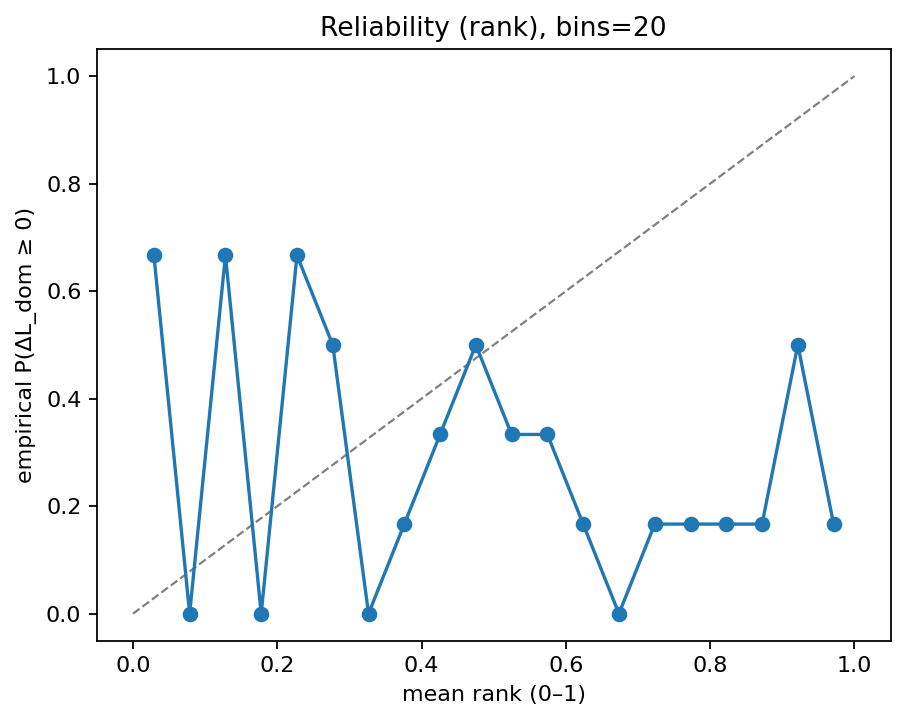 Reliability (rank), bins=20
empirical P(ΔL_dom ≥ 0)
1.0
0.8
0.6
0.4
0.2
0.0
0.0 0.2 0.4 0.6 0.8 1.0
mean rank (0–1)